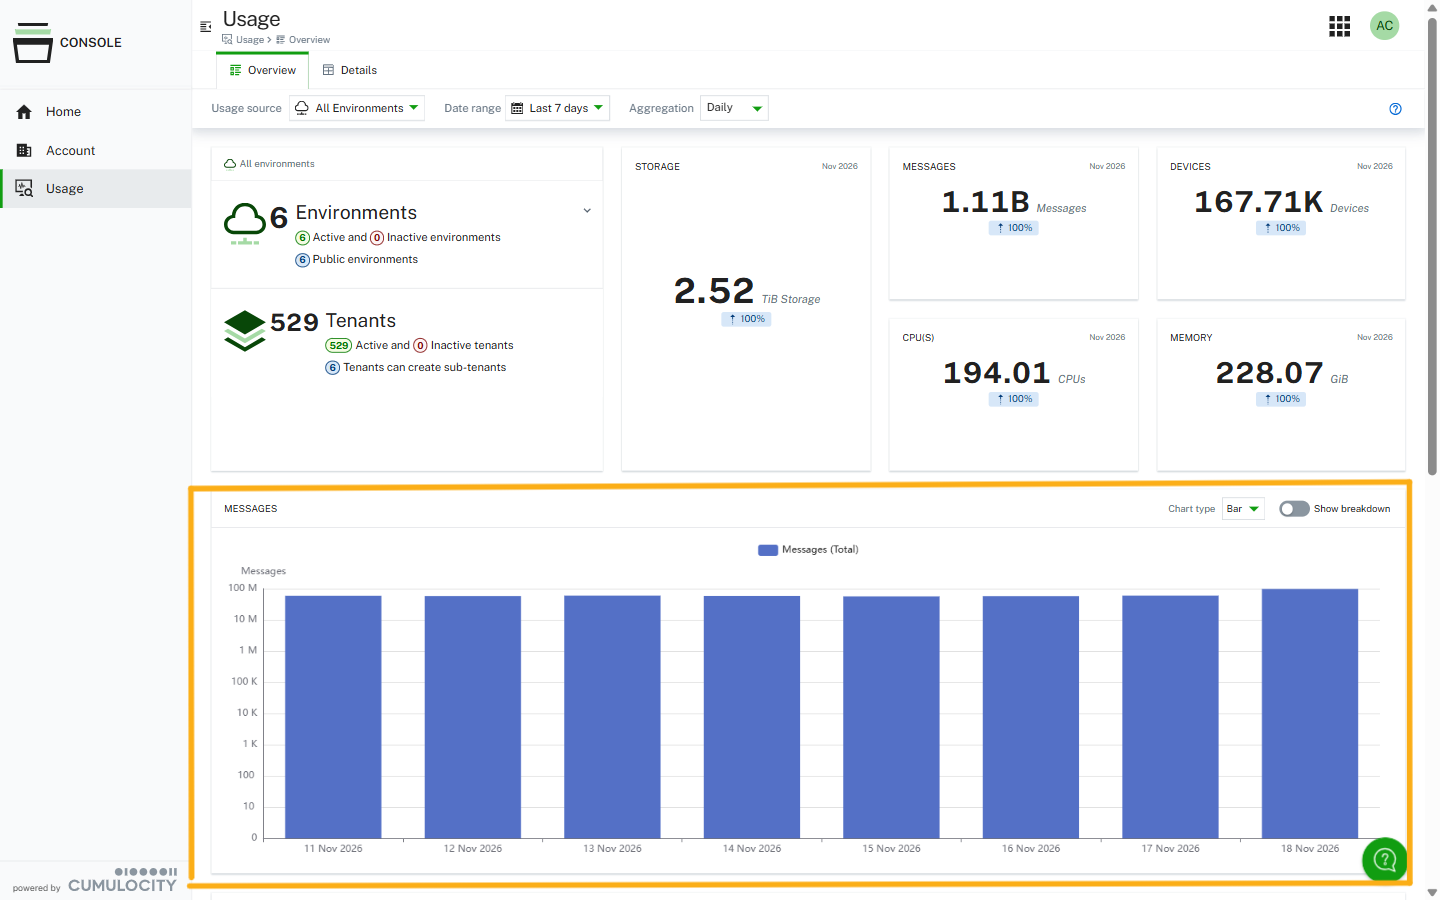 CONSOLE
Home
Account
Usage
powered by
CUMULOCITY
Usage
Usage > Overview
AC
Overview
Details
Usage source
All Environments
Date range
Last 7 days
Aggregation
Daily
All environments
6 Environments
6 Active and 0 Inactive environments
6 Public environments
529 Tenants
529 Active and 0 Inactive tenants
6 Tenants can create sub-tenants
STORAGE
Nov 2026
2.52 TiB Storage
↑ 100%
MESSAGES
Nov 2026
1.11B Messages
↑ 100%
DEVICES
Nov 2026
167.71K Devices
↑ 100%
CPU(S)
Nov 2026
194.01 CPUs
↑ 100%
MEMORY
Nov 2026
228.07 GiB
↑ 100%
MESSAGES
Chart type
Bar
Show breakdown
Messages (Total)
Messages
100 M
10 M
1 M
100 K
10 K
1 K
100
10
0
11 Nov 2026
12 Nov 2026
13 Nov 2026
14 Nov 2026
15 Nov 2026
16 Nov 2026
17 Nov 2026
18 Nov 2026